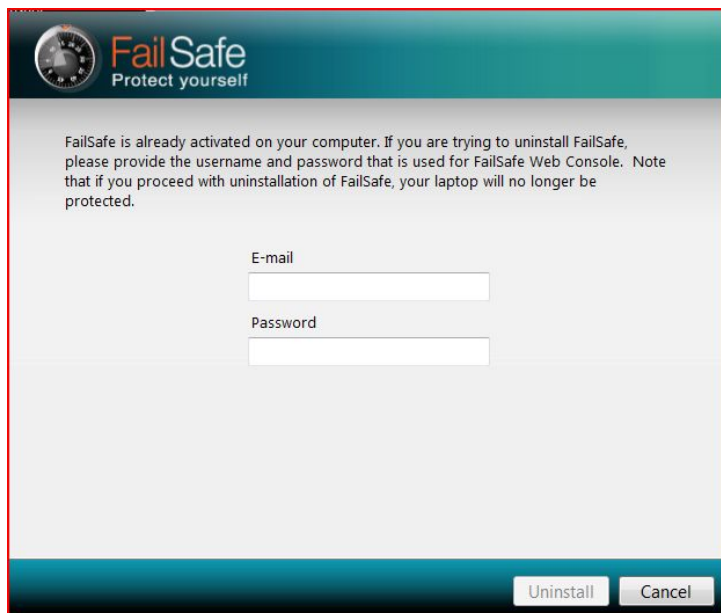 FailSafe
Protect yourself
FailSafe is already activated on your computer. If you are trying to uninstall FailSafe,
please provide the username and password that is used for FailSafe Web Console. Note
that if you proceed with uninstallation of FailSafe, your laptop will no longer be
protected.
E-mail
Password
Uninstall Cancel